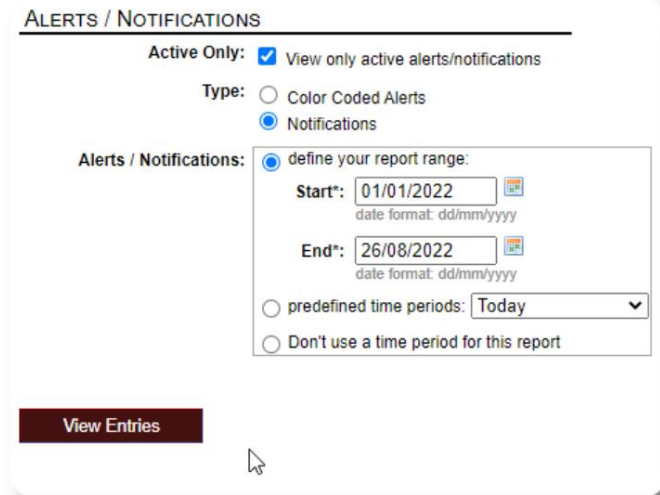 ALERTS / NOTIFICATIONS
Active Only: View only active alerts/notifications
Type: Color Coded Alerts
Notifications
Alerts / Notifications: define your report range:
Start*: 01/01/2022
date format: dd/mm/yyyy
End*: 26/08/2022
date format: dd/mm/yyyy
predefined time periods: Today
Don't use a time period for this report
View Entries